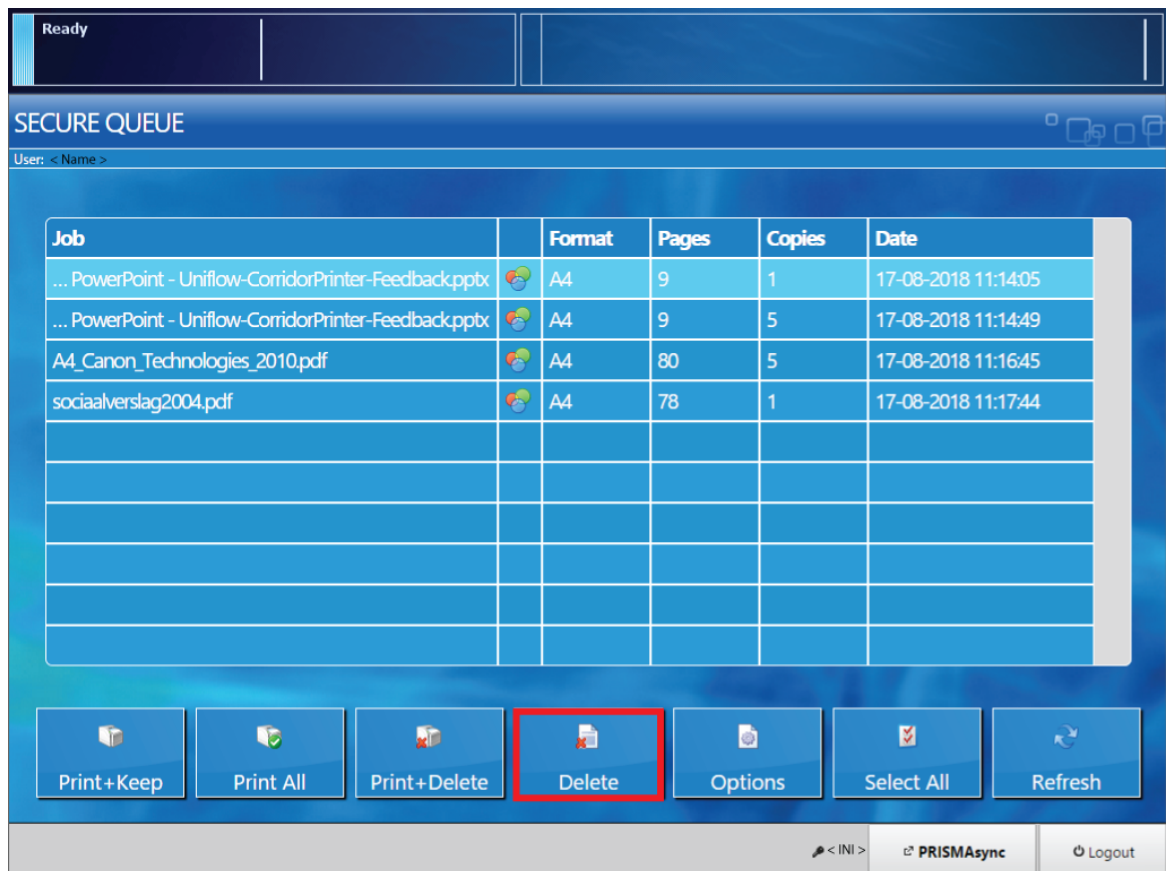 Ready
SECURE QUEUE
User: < Name >
Job Format Pages Copies Date
... PowerPoint - Uniflow-CorridorPrinter-Feedback.pptx A4 9 1 17-08-2018 11:14:05
... PowerPoint - Uniflow-CorridorPrinter-Feedback.pptx A4 9 5 17-08-2018 11:14:49
A4_Canon_Technologies_2010.pdf A4 80 5 17-08-2018 11:16:45
sociaalverslag2004.pdf A4 78 1 17-08-2018 11:17:44
Print+Keep Print All Print+Delete Delete Options Select All Refresh
< INI > PRISMAsync Logout